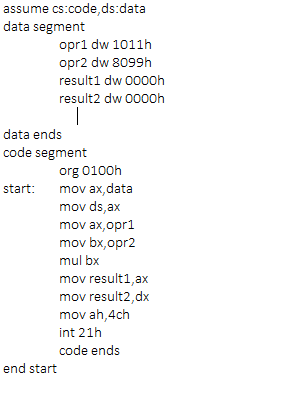 assume cs:code,ds:data
data segment
opr1 dw 1011h
opr2 dw 8099h
result1 dw 0000h
result2 dw 0000h
data ends
code segment
org 0100h
start: mov ax,data
mov ds,ax
mov ax,opr1
mov bx,opr2
mul bx
mov result1,ax
mov result2,dx
mov ah,4ch
int 21h
code ends
end start